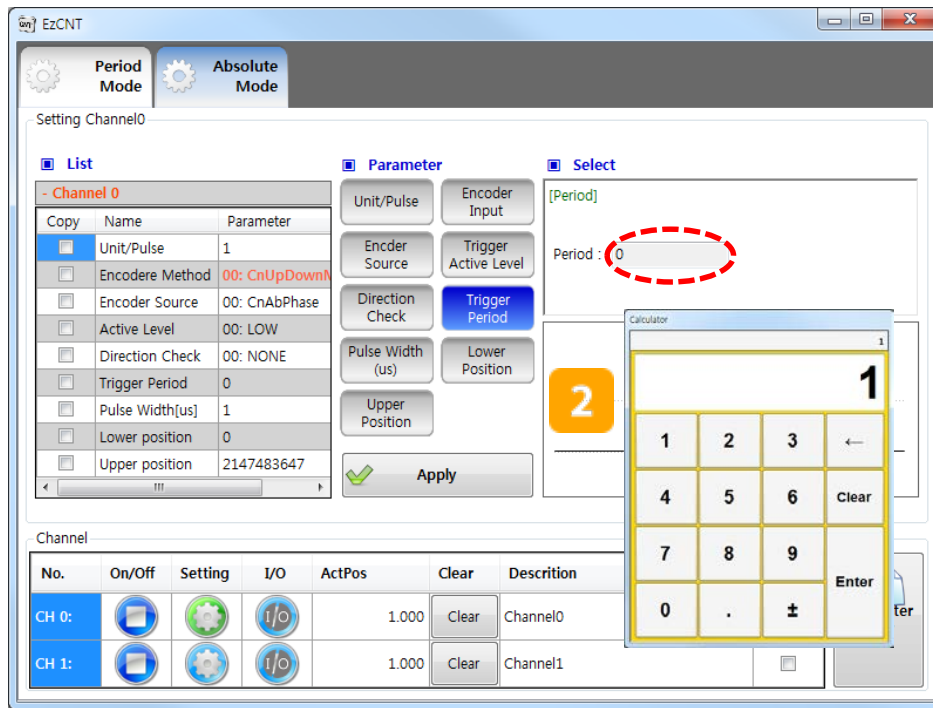 EzCNT
Period Mode
Absolute Mode
Setting Channel0
List
- Channel 0
Copy Name Parameter
Unit/Pulse 1
Encodere Method 00: CnUpDown
Encoder Source 00: CnAbPhase
Active Level 00: LOW
Direction Check 00: NONE
Trigger Period 0
Pulse Width[us] 1
Lower position 0
Upper position 2147483647
Parameter
Unit/Pulse
Encoder Input
Encder Source
Trigger Active Level
Direction Check
Trigger Period
Pulse Width (us)
Lower Position
Upper Position
Apply
Select
[Period]
Period : 0
2
Calculator
1
1
1 2 3 ←
4 5 6 Clear
7 8 9
Enter
0 . ±
Channel
No. On/Off Setting I/O ActPos Clear Descrition
CH 0: I/O 1.000 Clear Channel0
CH 1: I/O 1.000 Clear Channel1